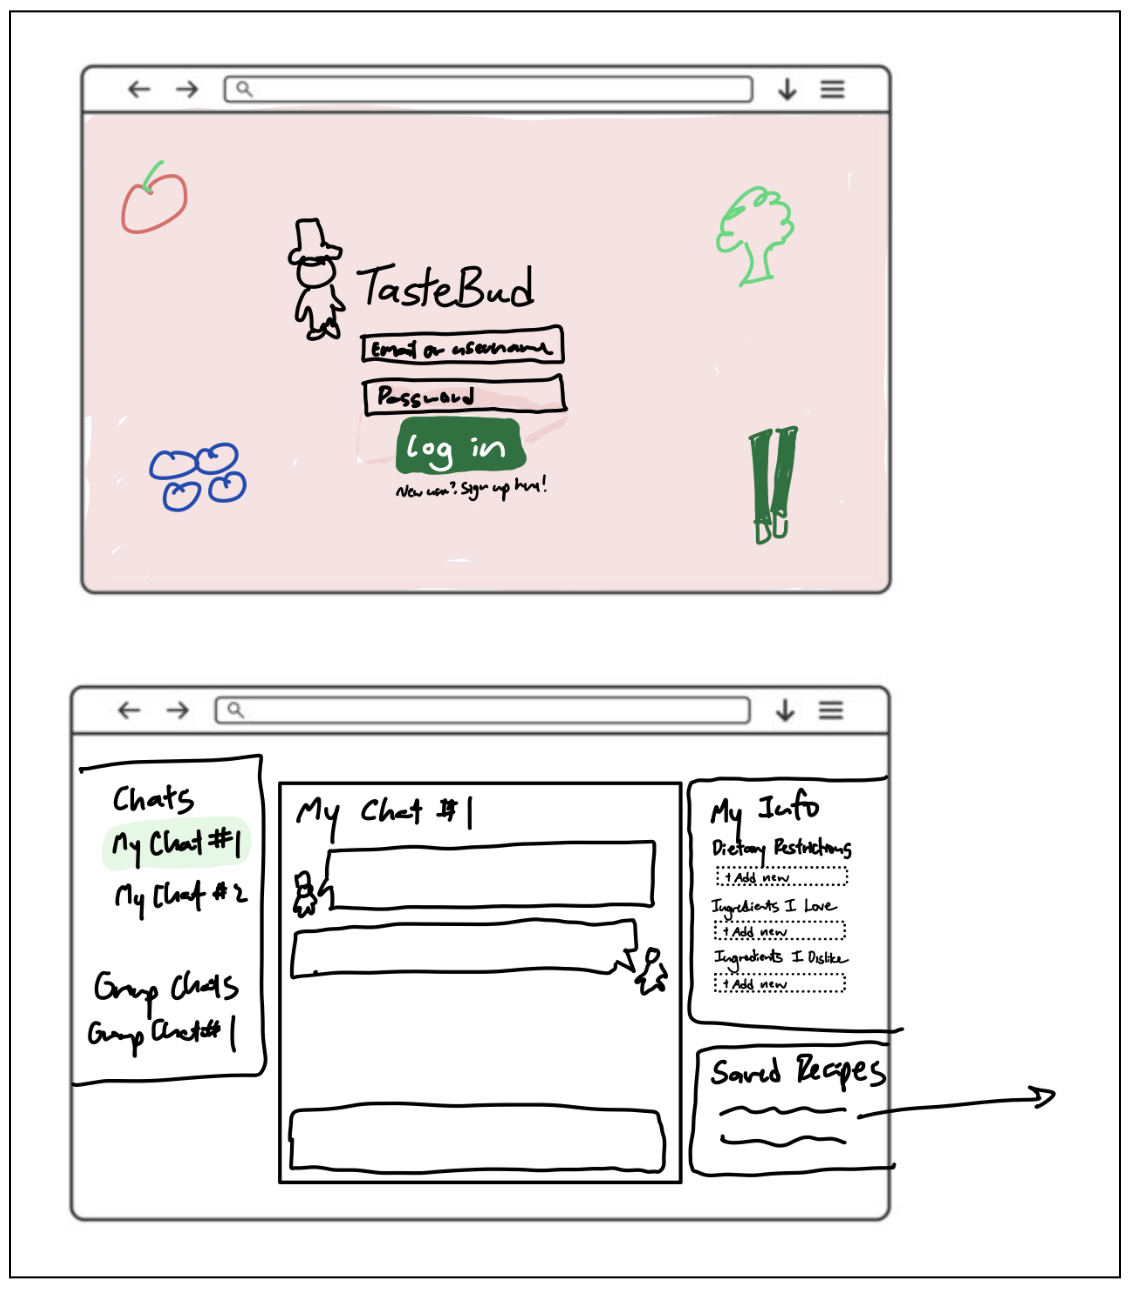 TasteBud
Email or username
Password
Log in
New user? Sign up here!
Chats
My Chat #1
My Chat #2
Group Chats
Group Chat #1
My Chat #1
My Info
Dietary Restrictions
+ Add new
Ingredients I Love
+ Add new
Ingredients I Dislike
+ Add new
Saved Recipes